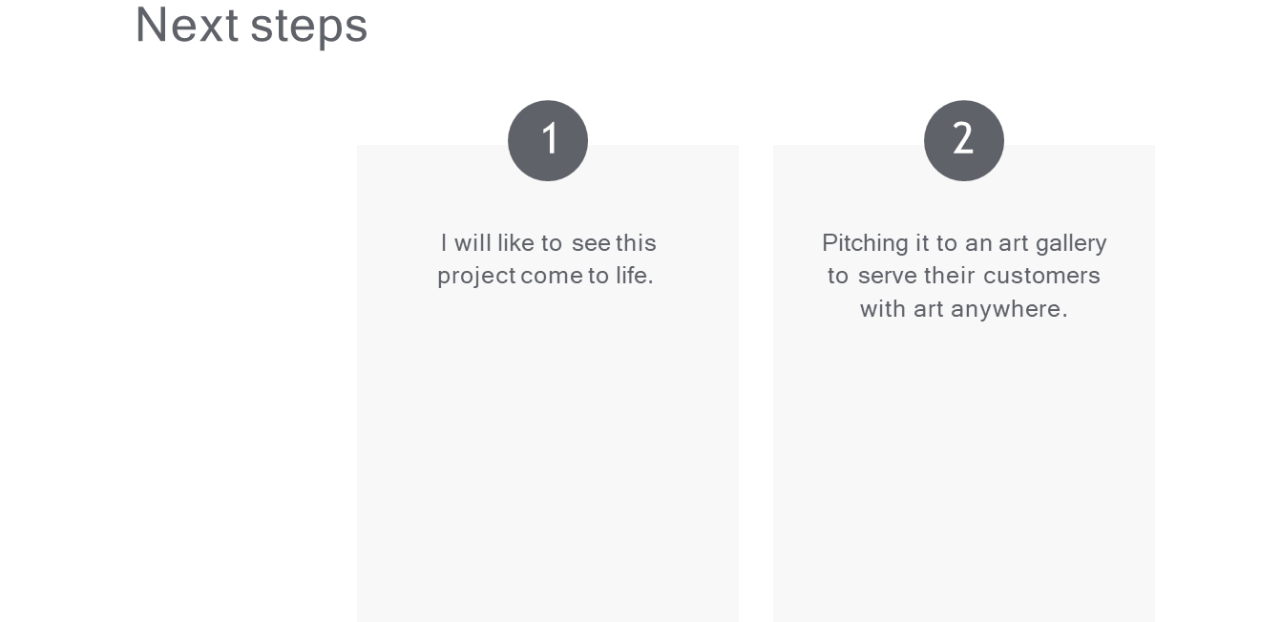 Next steps
1
I will like to see this
project come to life.
2
Pitching it to an art gallery
to serve their customers
with art anywhere.